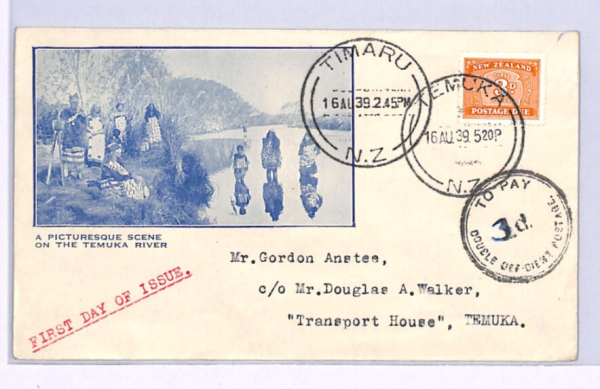 TIMARU
16 AU 39.2.45PM
N.Z
TEMUKA
16 AU 39.520P
N.Z
NEW ZEALAND
3D
POSTAGE DUE
TO PAY
3d.
DOUBLE DEFICIENT POSTAGE.
A PICTURESQUE SCENE
ON THE TEMUKA RIVER
FIRST DAY OF ISSUE.
Mr.Gordon Anstee,
c/o Mr.Douglas A.Walker,
"Transport House", TEMUKA.